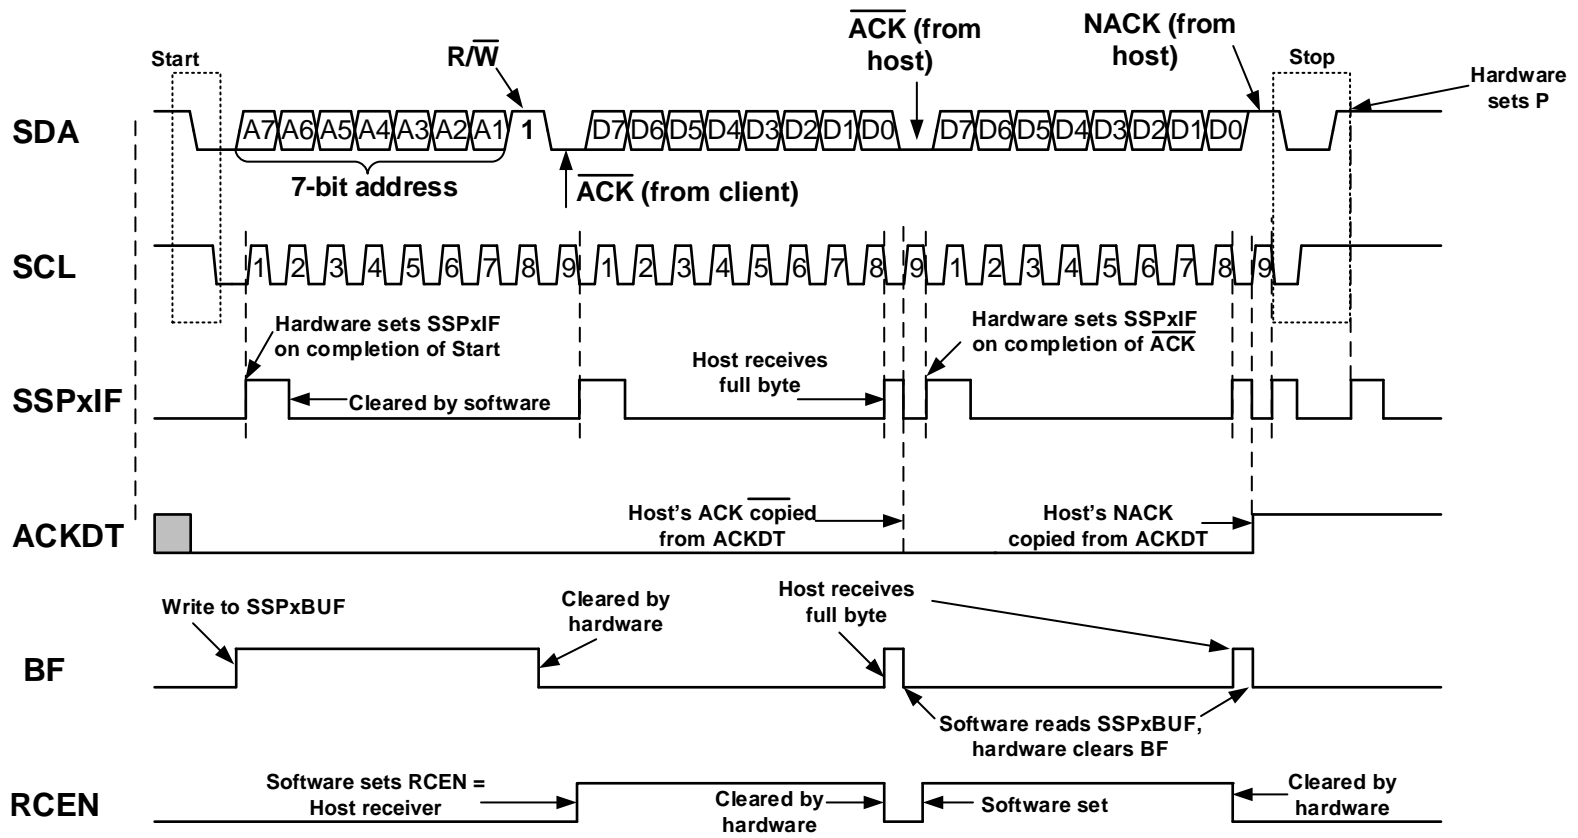 Start
R/W
ACK (from
host)
NACK (from
host)
Stop
Hardware
sets P
SDA
A7 A6 A5 A4 A3 A2 A1 1 D7 D6 D5 D4 D3 D2 D1 D0 D7 D6 D5 D4 D3 D2 D1 D0
7-bit address
ACK (from client)
SCL
1 2 3 4 5 6 7 8 9 1 2 3 4 5 6 7 8 9 1 2 3 4 5 6 7 8 9
Hardware sets SSPxIF
on completion of Start
Host receives
full byte
Hardware sets SSPxIF
on completion of ACK
SSPxIF
Cleared by software
ACKDT
Host's ACK copied
from ACKDT
Host's NACK
copied from ACKDT
Write to SSPxBUF
Cleared by
hardware
Host receives
full byte
BF
Software reads SSPxBUF,
hardware clears BF
RCEN
Software sets RCEN =
Host receiver
Cleared by
hardware
Software set
Cleared by
hardware